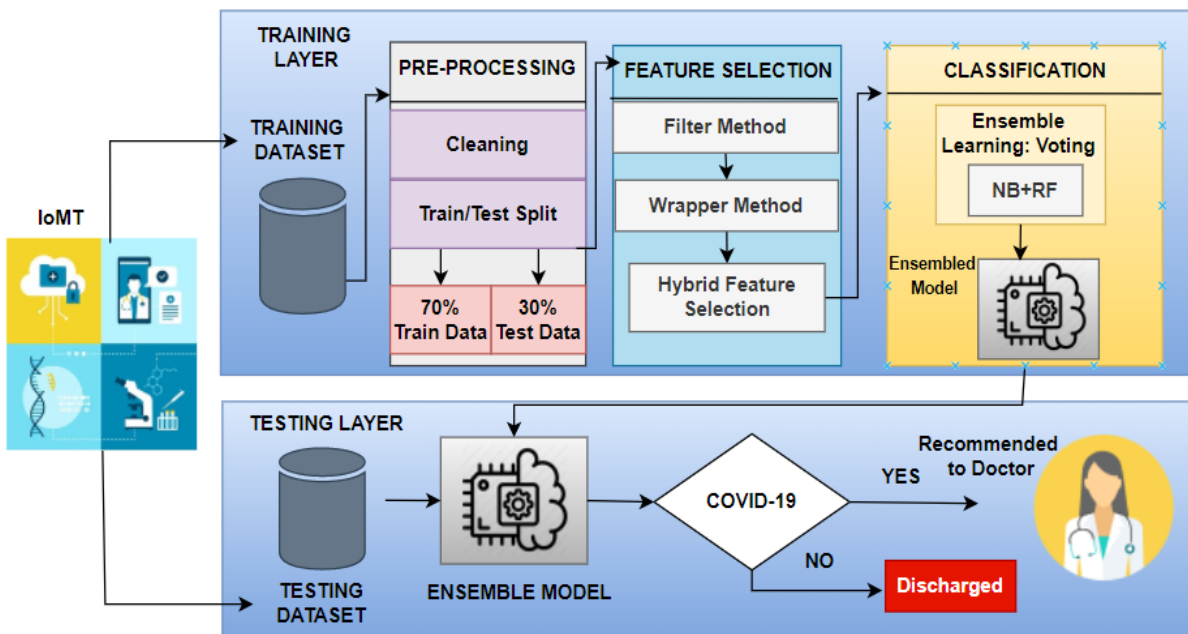 TRAINING
LAYER
TRAINING
DATASET
IoMT
PRE-PROCESSING
Cleaning
Train/Test Split
70%
Train Data
30%
Test Data
FEATURE SELECTION
Filter Method
Wrapper Method
Hybrid Feature
Selection
CLASSIFICATION
Ensemble
Learning: Voting
NB+RF
Ensembled
Model
TESTING LAYER
TESTING
DATASET
ENSEMBLE MODEL
COVID-19
YES
NO
Recommended
to Doctor
Discharged